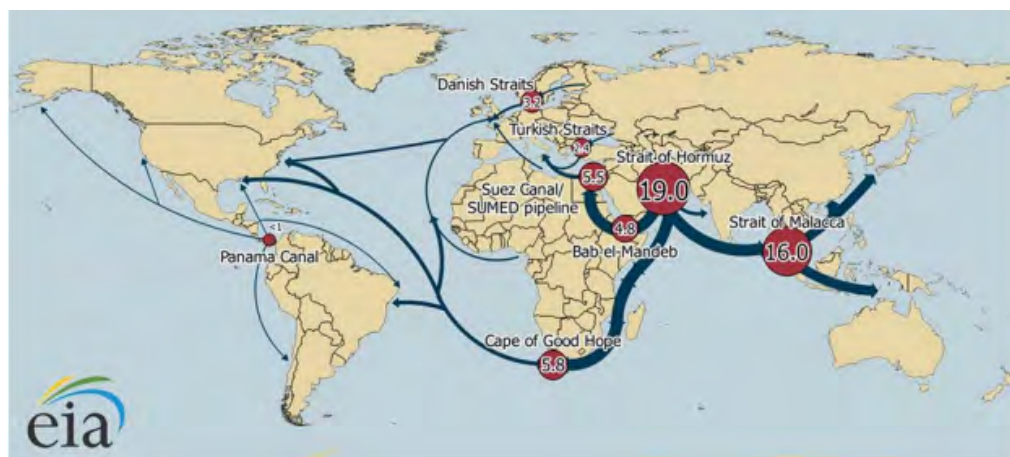 Danish Straits
3.2
Turkish Straits
2.4
Strait of Hormuz
5.5
19.0
Suez Canal/
SUMED pipeline
Strait of Malacca
<1
4.8
Panama Canal
Bab el-Mandeb
16.0
Cape of Good Hope
5.8
eia